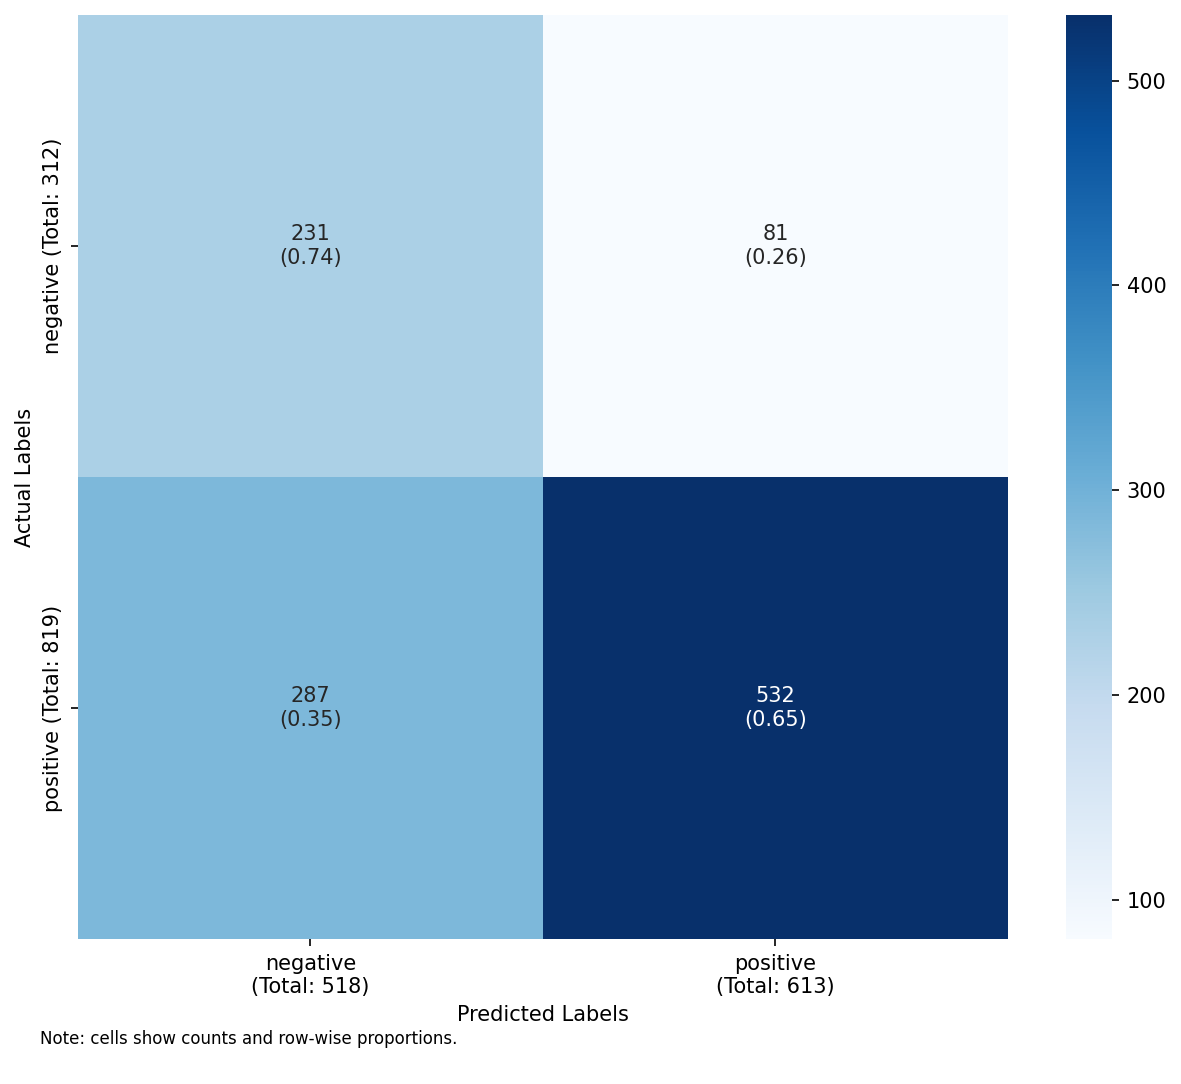 negative (Total: 312)
231
(0.74)
81
(0.26)
500
400
300
200
100
Actual Labels
positive (Total: 819)
287
(0.35)
532
(0.65)
negative
(Total: 518)
positive
(Total: 613)
Predicted Labels
Note: cells show counts and row-wise proportions.